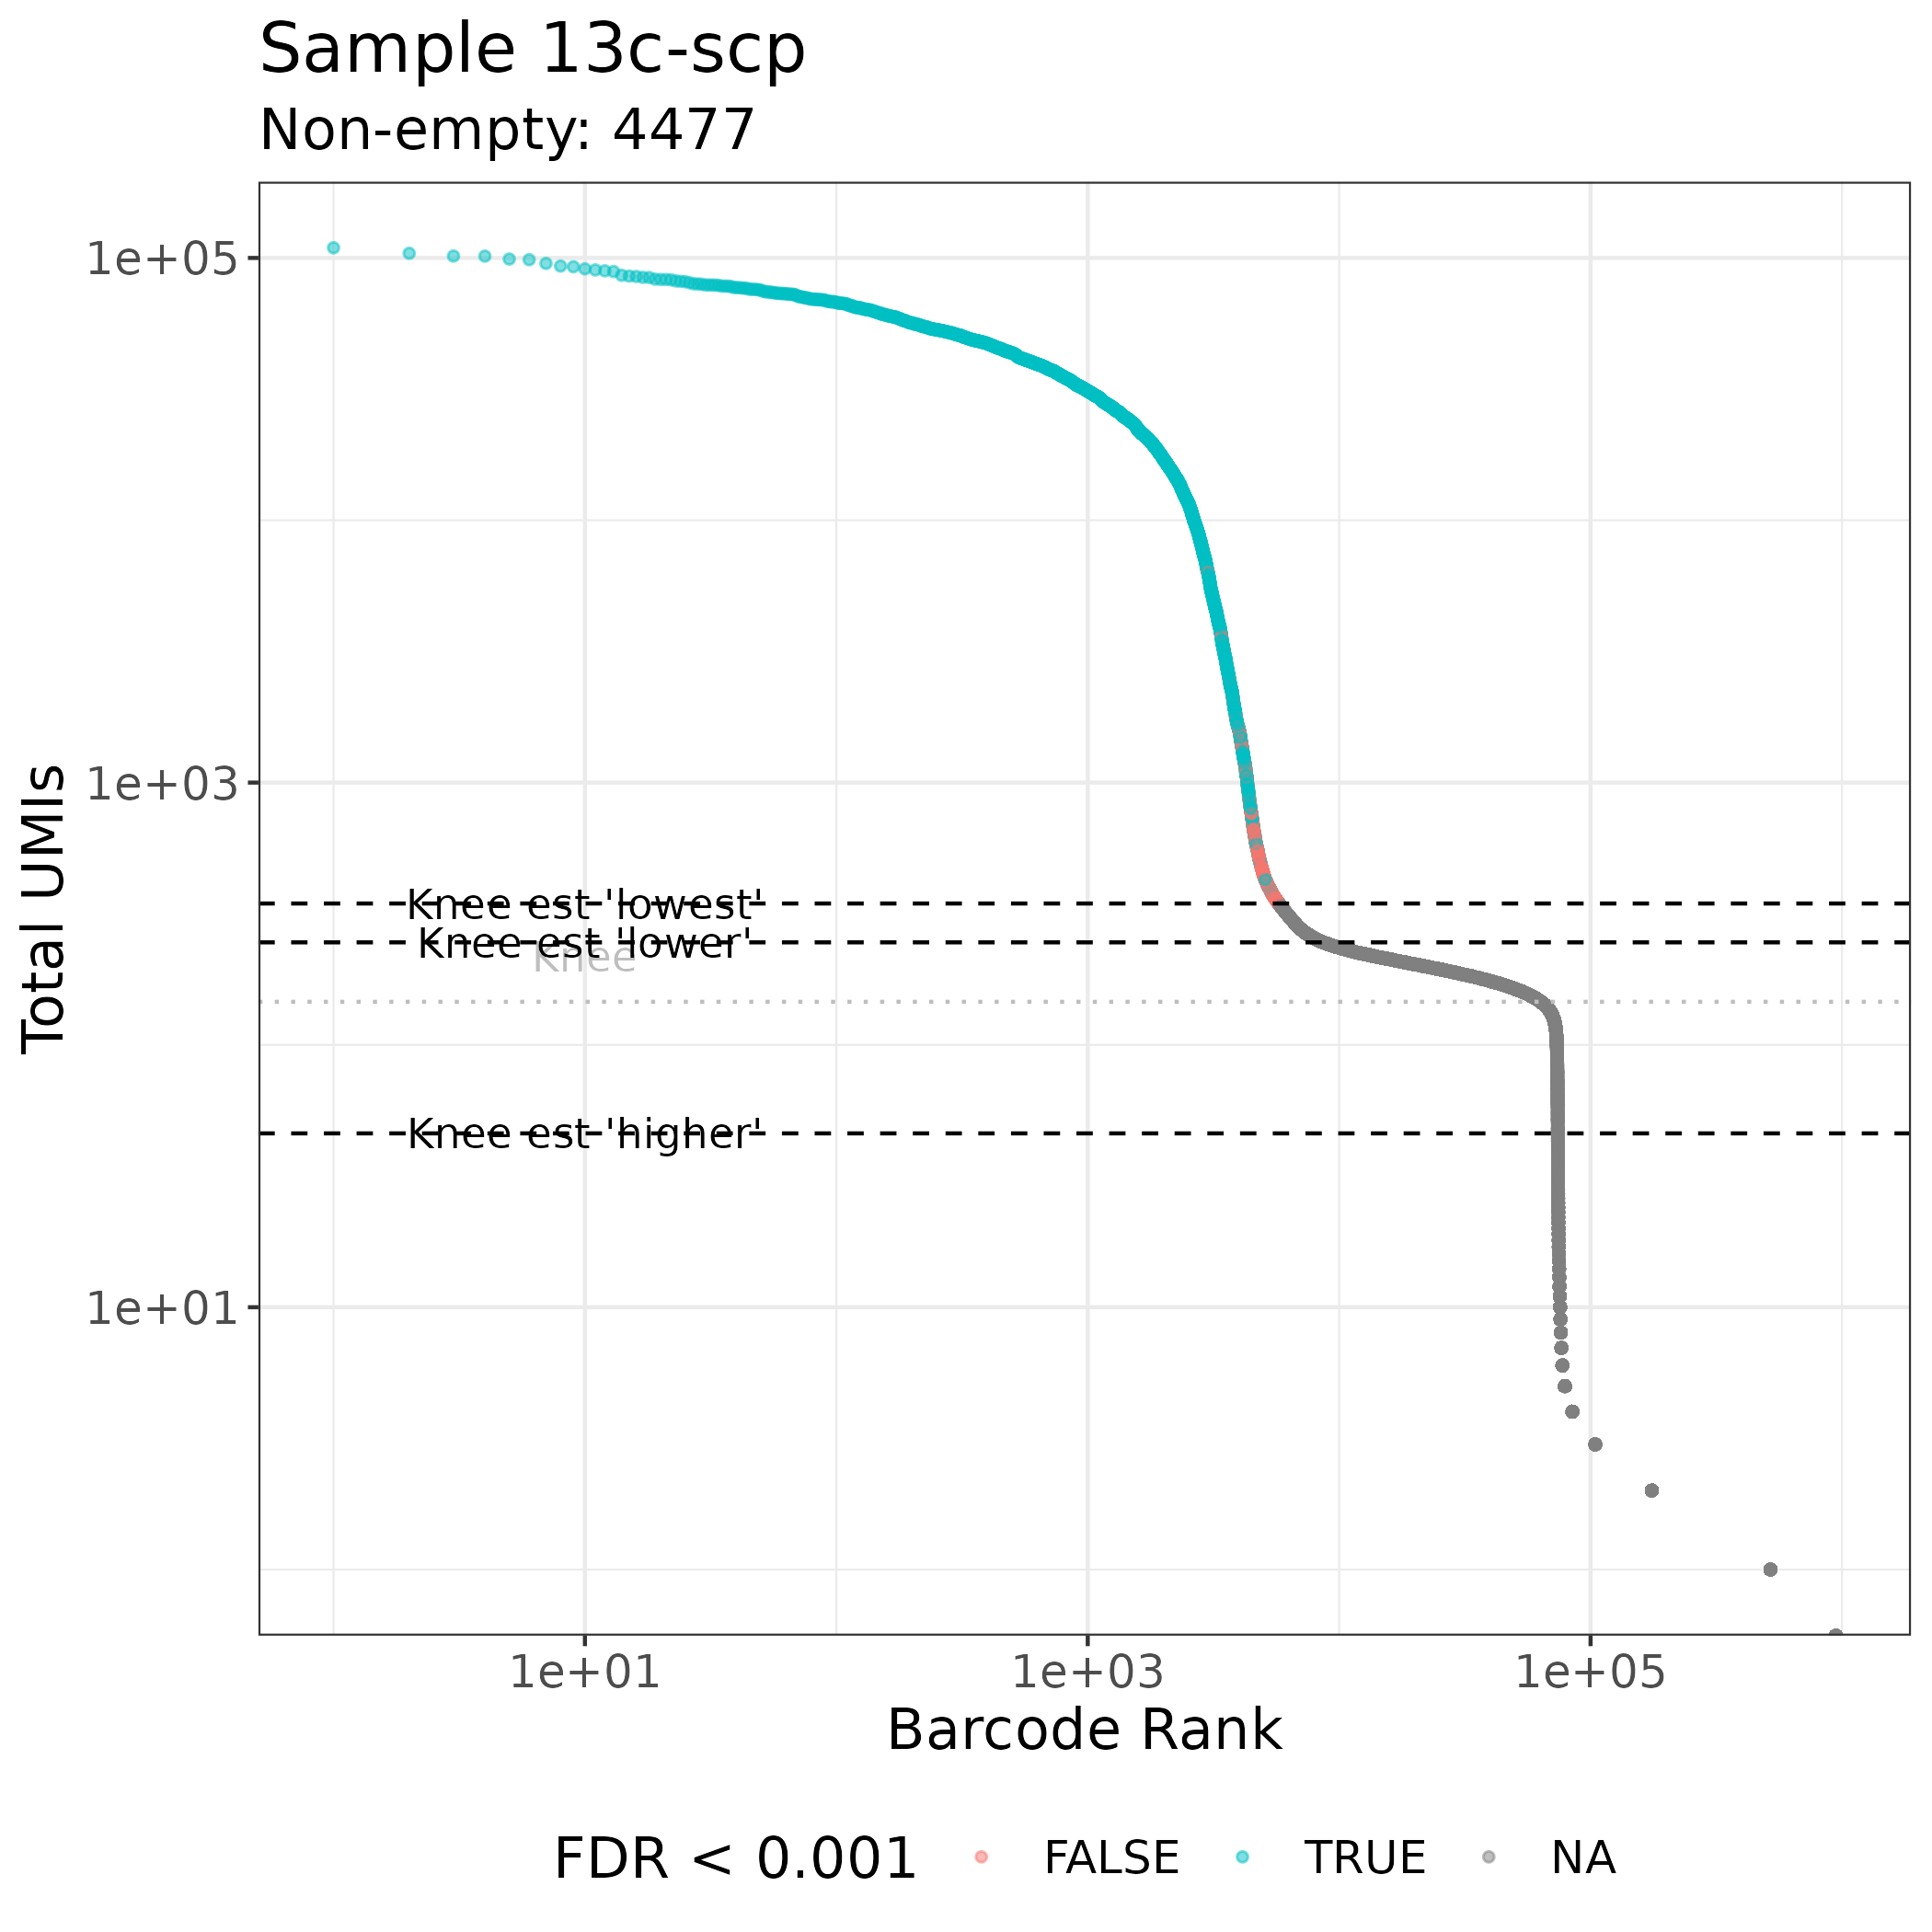 Sample 13c-scp
Non-empty: 4477
Total UMIs
1e+05
1e+03
1e+01
Knee est 'lowest'
Knee est 'lower'
Knee
Knee est 'higher'
1e+01
1e+03
1e+05
Barcode Rank
FDR < 0.001 FALSE TRUE NA